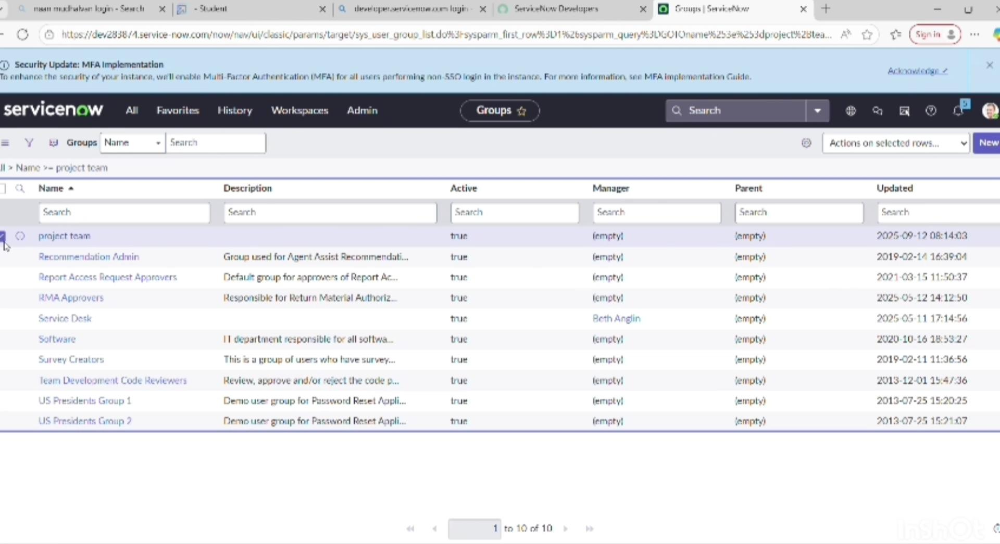 naan mudhalvan login - Search
- Student
developer.servicenow.com login -
ServiceNow Developers
Groups | ServiceNow
https://dev283874.service-now.com/now/nav/ui/classic/params/target/sys_user_group_list.do%3Fsysparm_first_row%3D1%26sysparm_query%3DGOTOname%253e%253dproject%2Btea...
Sign in
Security Update: MFA Implementation
To enhance the security of your instance, we'll enable Multi-Factor Authentication (MFA) for all users performing non-SSO login in the instance. For more information, see MFA implementation Guide.
Acknowledge
servicenow All Favorites History Workspaces Admin
Groups
Search
5
Groups Name Search
Actions on selected rows...
New
ll > Name >= project team
Name Description Active Manager Parent Updated
Search Search Search Search Search Search
project team true (empty) (empty) 2025-09-12 08:14:03
Recommendation Admin Group used for Agent Assist Recommendati... true (empty) (empty) 2019-02-14 16:39:04
Report Access Request Approvers Default group for approvers of Report Ac... true (empty) (empty) 2021-03-15 11:50:37
RMA Approvers Responsible for Return Material Authoriz... true (empty) (empty) 2025-05-12 14:12:50
Service Desk true Beth Anglin (empty) 2025-05-11 17:14:56
Software IT department responsible for all softwa... true (empty) (empty) 2020-10-16 18:53:27
Survey Creators This is a group of users who have survey... true (empty) (empty) 2019-02-11 11:36:56
Team Development Code Reviewers Review, approve and/or reject the code p... true (empty) (empty) 2013-12-01 15:47:36
US Presidents Group 1 Demo user group for Password Reset Appli... true (empty) (empty) 2013-07-25 15:20:25
US Presidents Group 2 Demo user group for Password Reset Appli... true (empty) (empty) 2013-07-25 15:21:07
1 to 10 of 10
InShOt